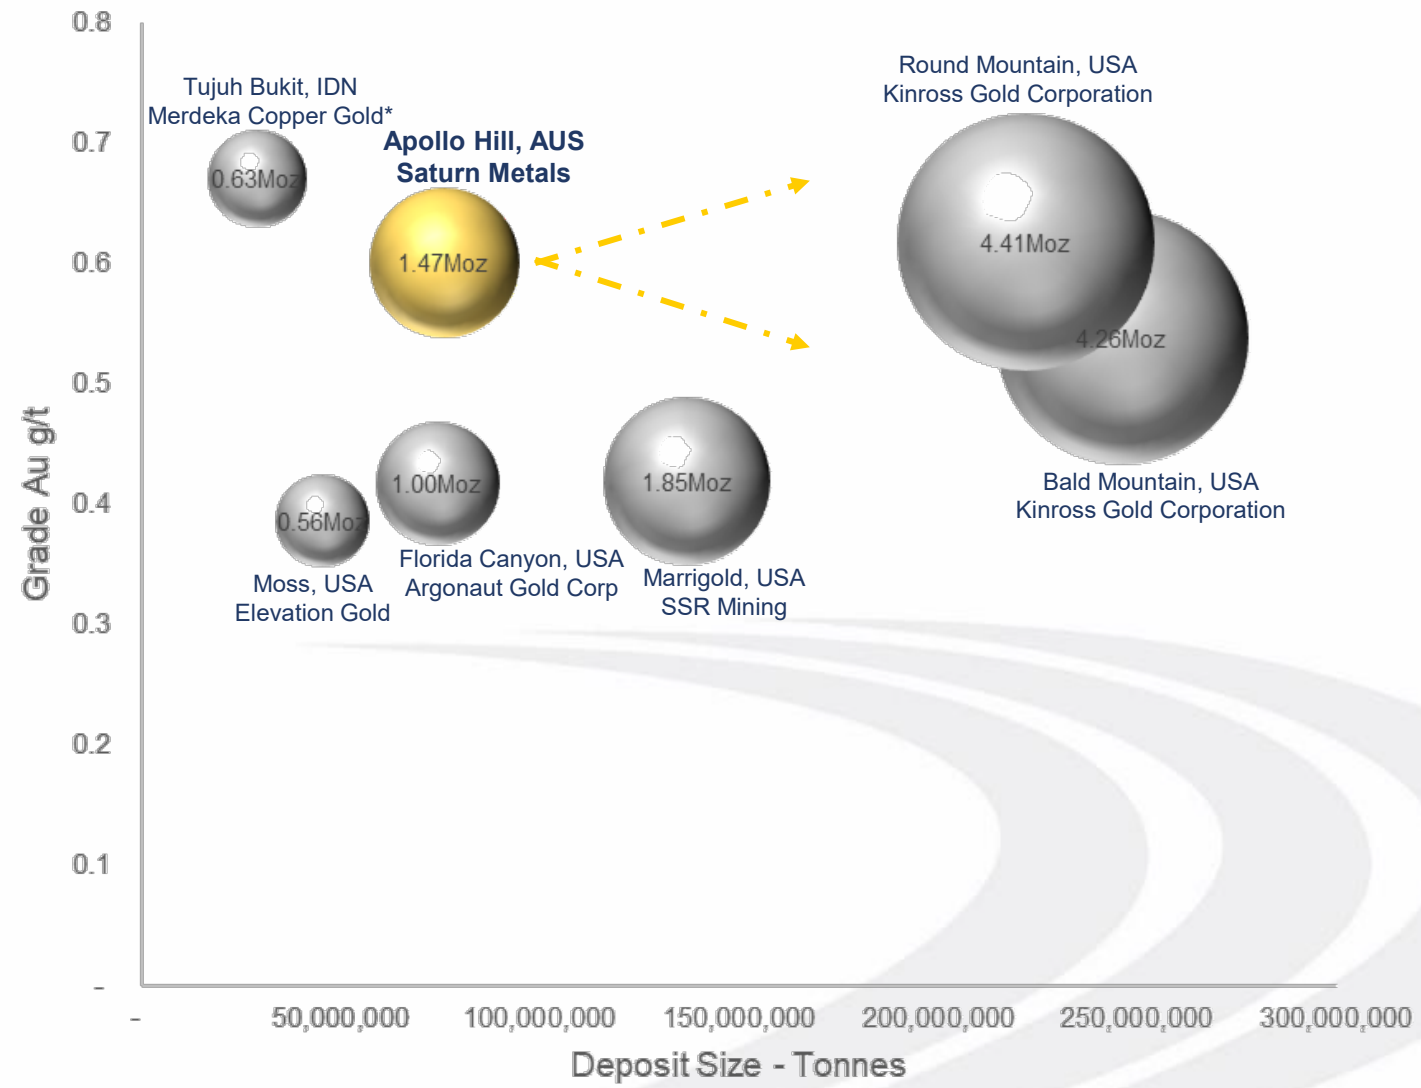 0.8
0.7
0.6
0.5
0.4
0.3
0.2
0.1
-
Grade Au g/t
Tujuh Bukit, IDN
Merdeka Copper Gold*
0.63Moz
Apollo Hill, AUS
Saturn Metals
1.47Moz
Round Mountain, USA
Kinross Gold Corporation
4.41Moz
4.26Moz
Bald Mountain, USA
Kinross Gold Corporation
0.56Moz
Moss, USA
Elevation Gold
1.00Moz
Florida Canyon, USA
Argonaut Gold Corp
1.85Moz
Marrigold, USA
SSR Mining
-
50,000,000
100,000,000
150,000,000
200,000,000
250,000,000
300,000,000
Deposit Size - Tonnes